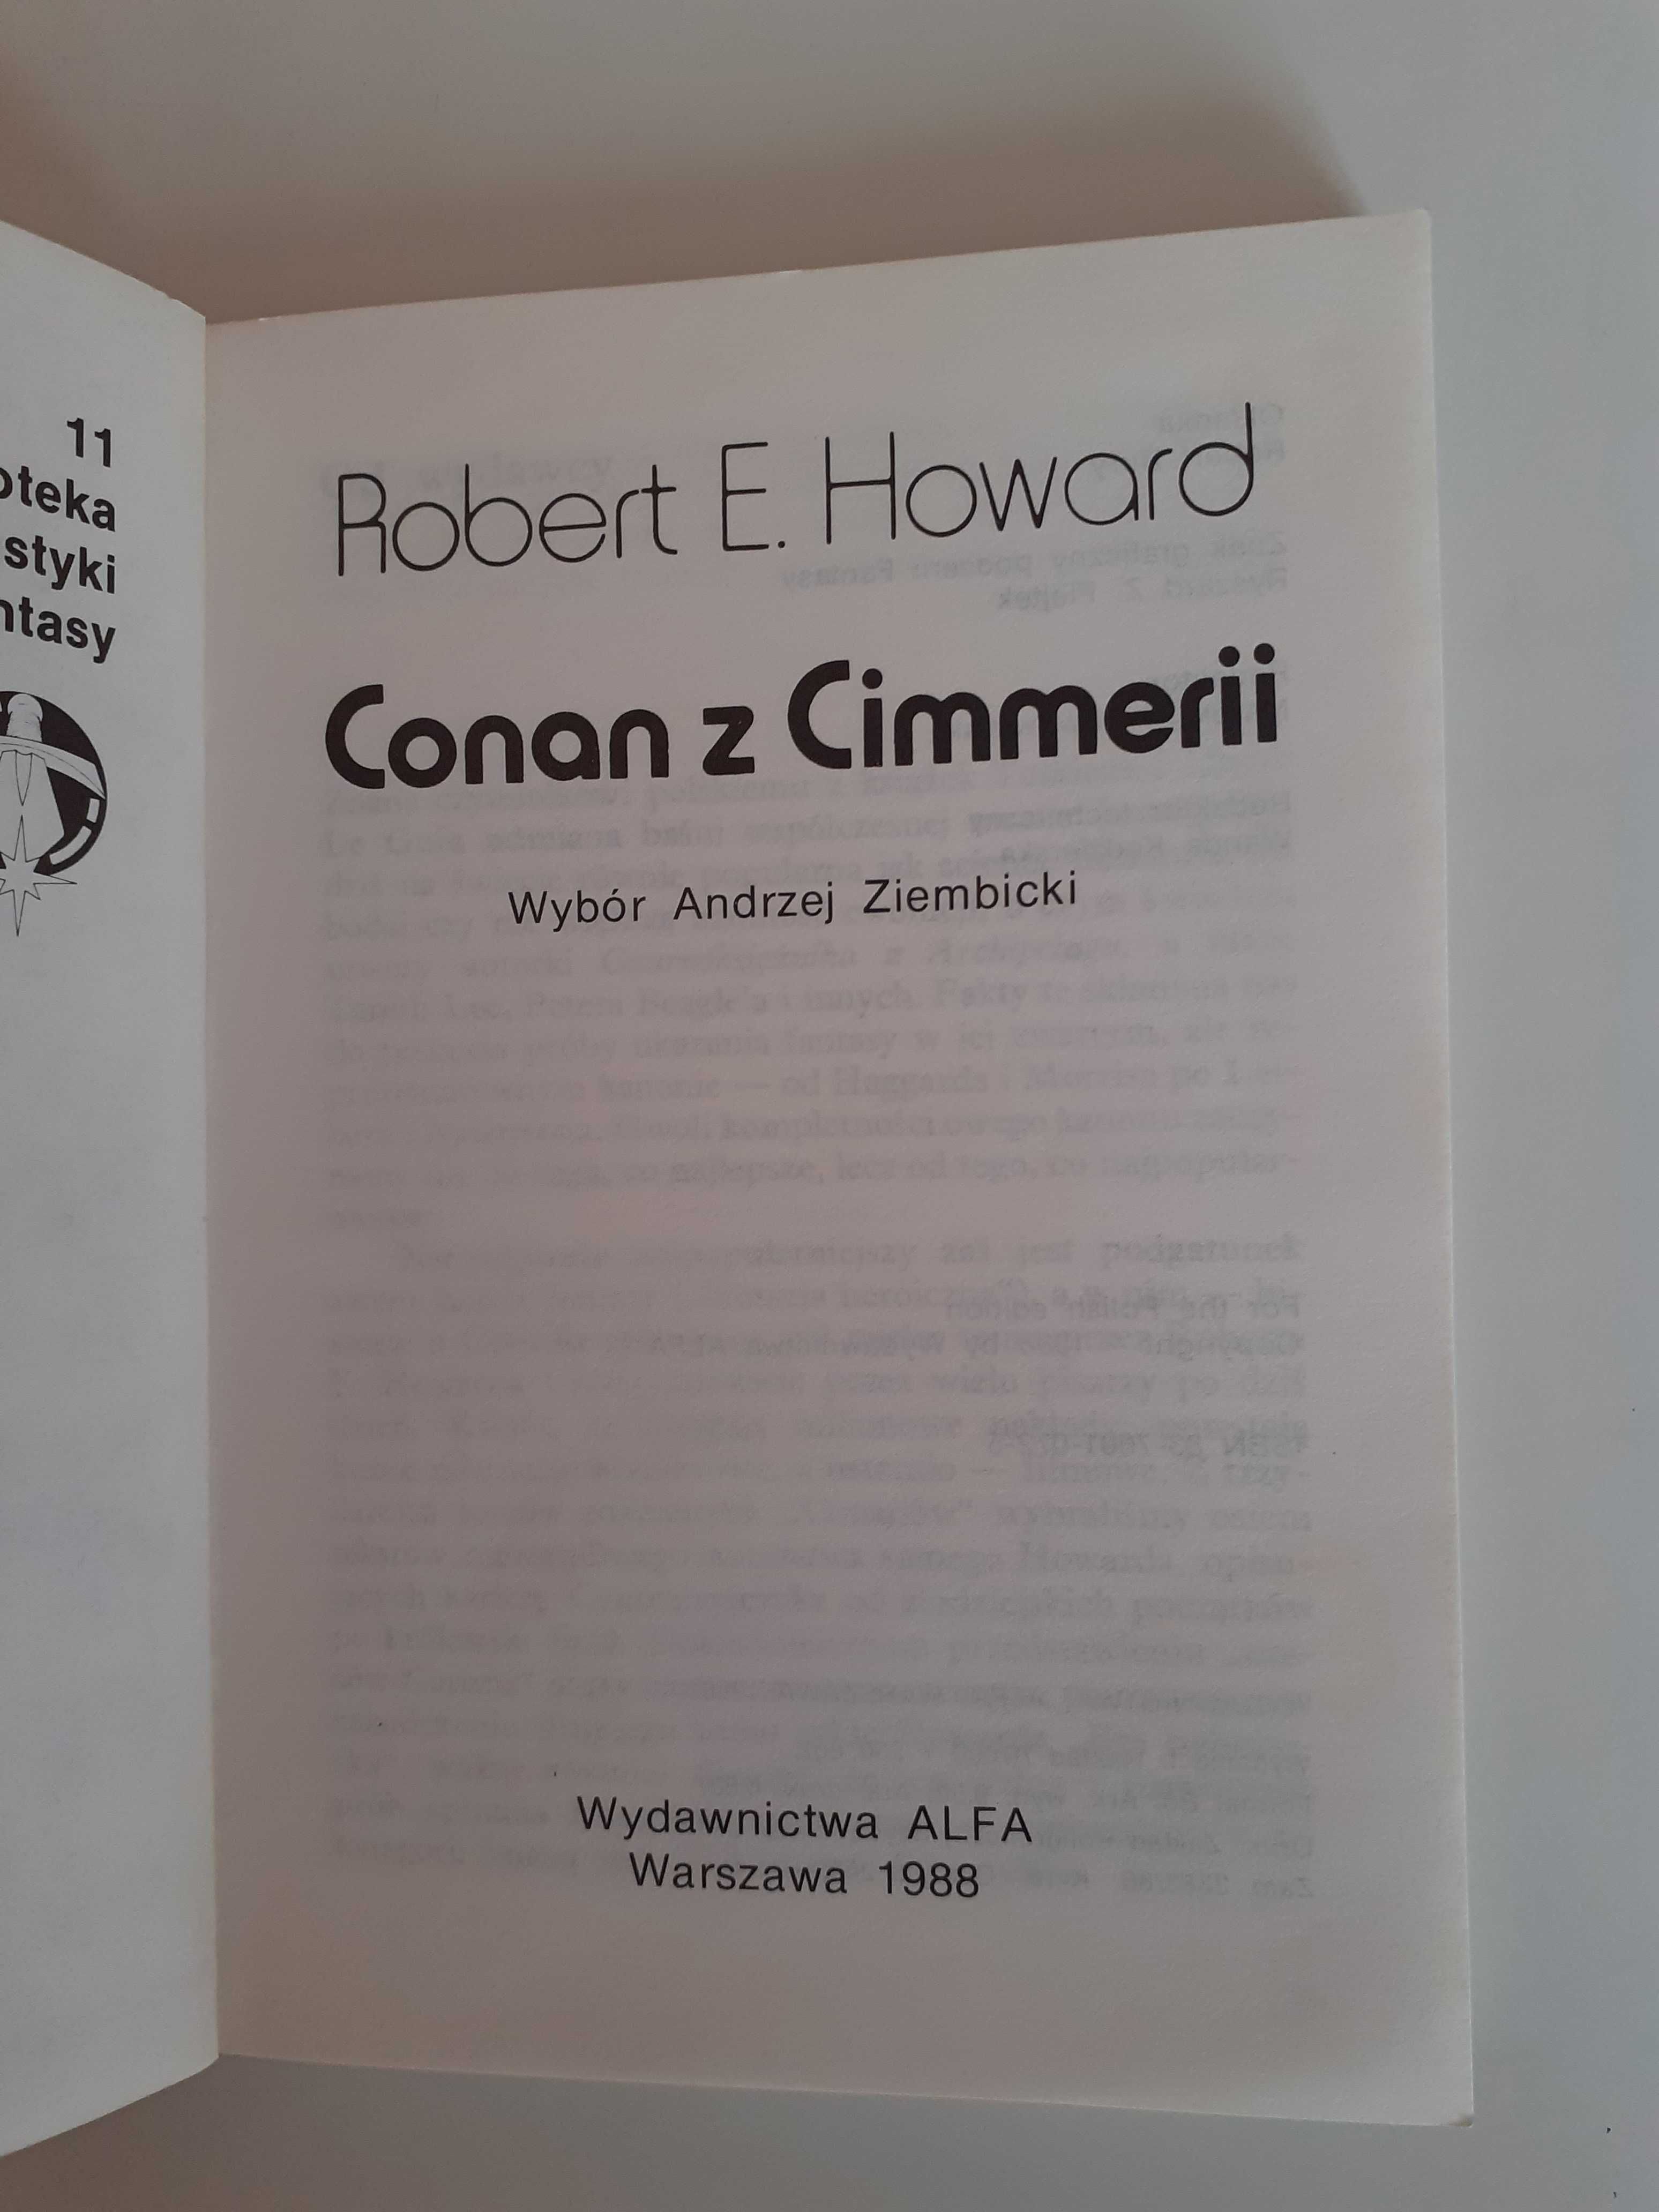 11
oteka
styki
ntasy
Robert E. Howard
Conan z Cimmerii
Wybór Andrzej Ziembicki
Wydawnictwa ALFA
Warszawa 1988